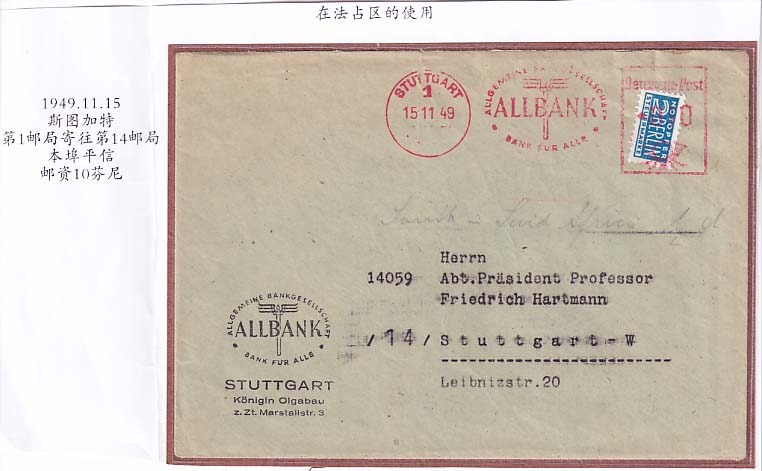 在法占区的使用
1949.11.15
斯图加特
第1邮局寄往第14邮局
本埠平信
邮资10芬尼
STUTTGART
1
15.11 49
ALLGEMEINE BANKGESELLSCHAFT
ALLBANK
BANK FÜR ALLE
Deutsche Post
NOTOPFER
2 BERLIN
STEUERMARKE
Herrn
14059 Abt.Präsident Professor
Friedrich Hartmann
/14/ Stuttgart-W
Leibnizstr.20
ALLGEMEINE BANKGESELLSCHAFT
ALLBANK
BANK FÜR ALLE
STUTTGART
Königin Olgabau
z. Zt. Marstallstr. 3